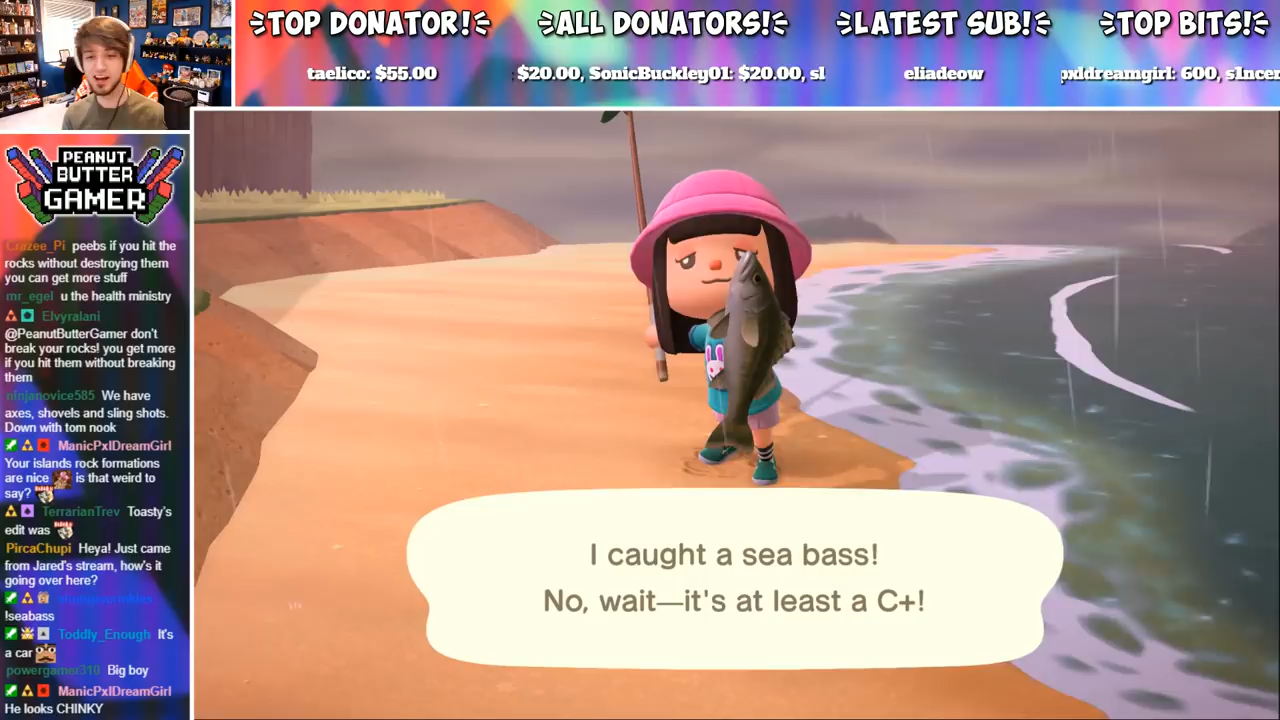 TOP DONATOR!
ALL DONATORS!
LATEST SUB!
TOP BITS!
taelico: $55.00
$20.00, SonicBuckley01: $20.00, sl
eliadeow
pxldreamgirl: 600, s1ncer
PEANUT
BUTTER
GAMER
Crazee_Pi peebs if you hit the
rocks without destroying them
you can get more stuff
mr_egel u the health ministry
Elvyralani
@PeanutButterGamer don't
break your rocks! you get more
if you hit them without breaking
them
ninjanovice585 We have
axes, shovels and sling shots.
Down with tom nook
ManicPxlDreamGirl
Your islands rock formations
are nice is that weird to
say?
TerrarianTrev Toasty's
edit was
PircaChupi Heya! Just came
from Jared's stream, how's it
going over here?
!seabass
Toddly_Enough It's
a car
powergamer310 Big boy
ManicPxlDreamGirl
He looks CHINKY
I caught a sea bass!
No, wait—it's at least a C+!